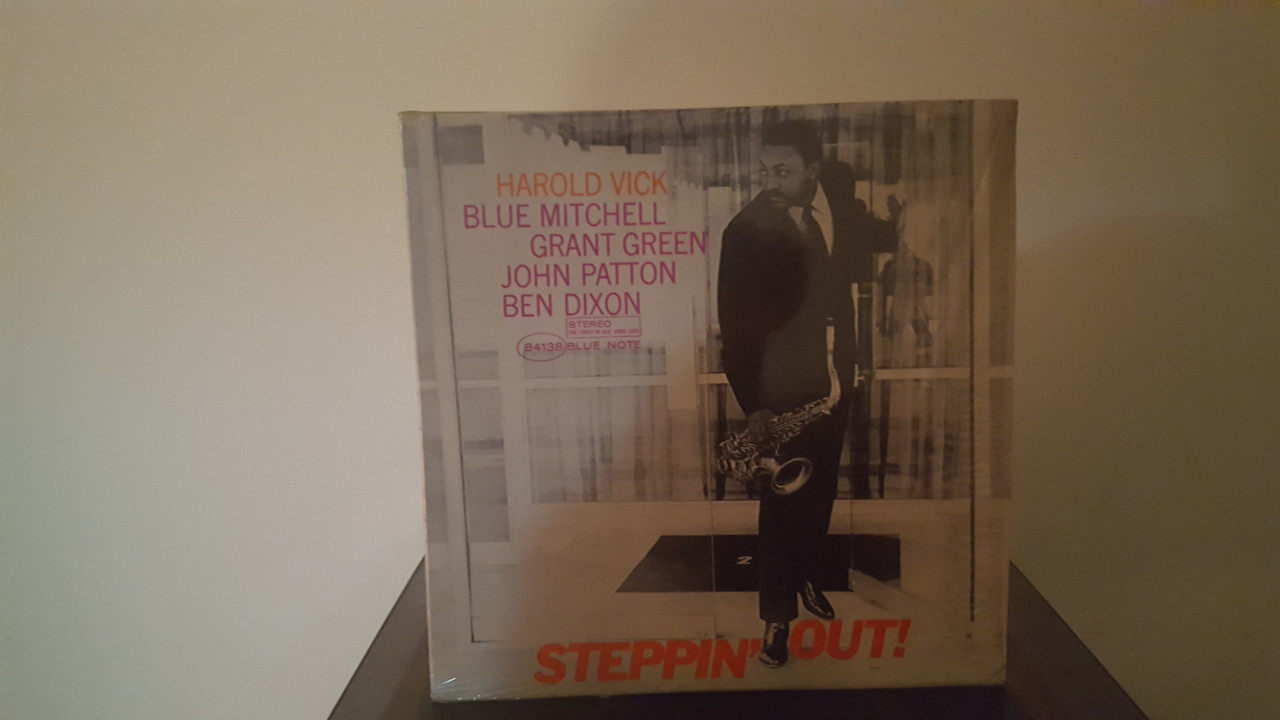 HAROLD VICK
BLUE MITCHELL
GRANT GREEN
JOHN PATTON
BEN DIXON
STEREO
84138 BLUE NOTE
2
STEPPIN' OUT!